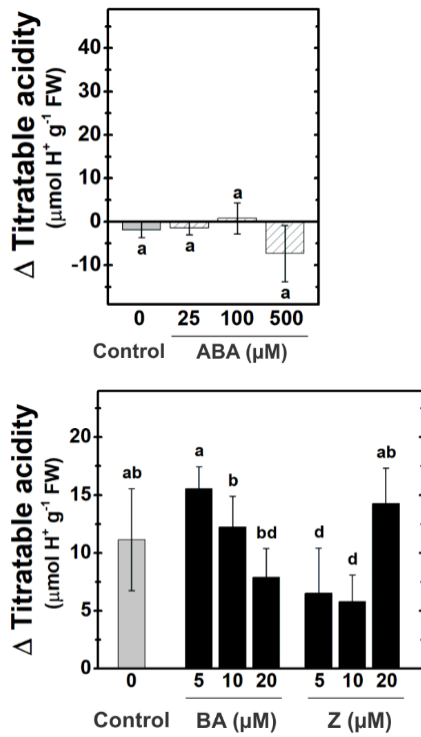 Δ Titratable acidity
(μmol H⁺ g⁻¹ FW)
40
30
20
10
0
-10
a
a
a
a
0
25
100
500
Control
ABA (μM)
Δ Titratable acidity
(μmol H⁺ g⁻¹ FW)
20
15
10
5
0
ab
a
b
bd
d
d
ab
0
5
10
20
5
10
20
Control
BA (μM)
Z (μM)